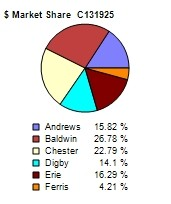 $ Market Share C131925
Andrews 15.82 %
Baldwin 26.78 %
Chester 22.79 %
Digby 14.1 %
Erie 16.29 %
Ferris 4.21 %